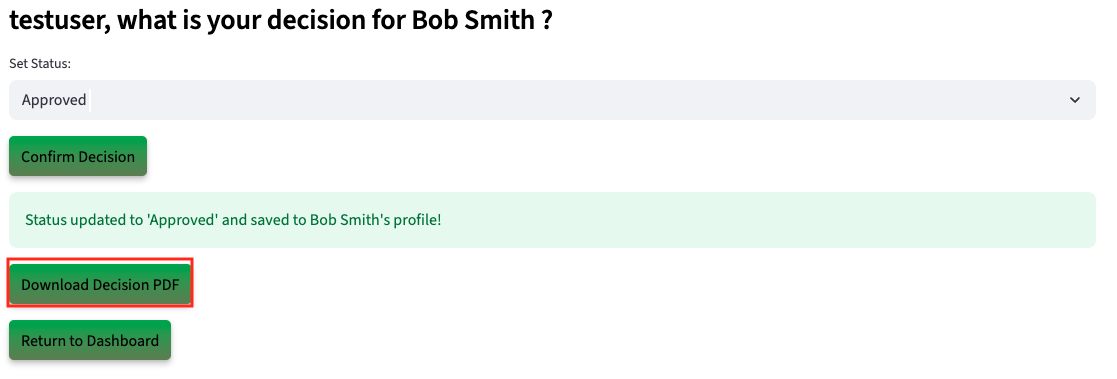 testuser, what is your decision for Bob Smith ?
Set Status:
Approved
Confirm Decision
Status updated to 'Approved' and saved to Bob Smith's profile!
Download Decision PDF
Return to Dashboard